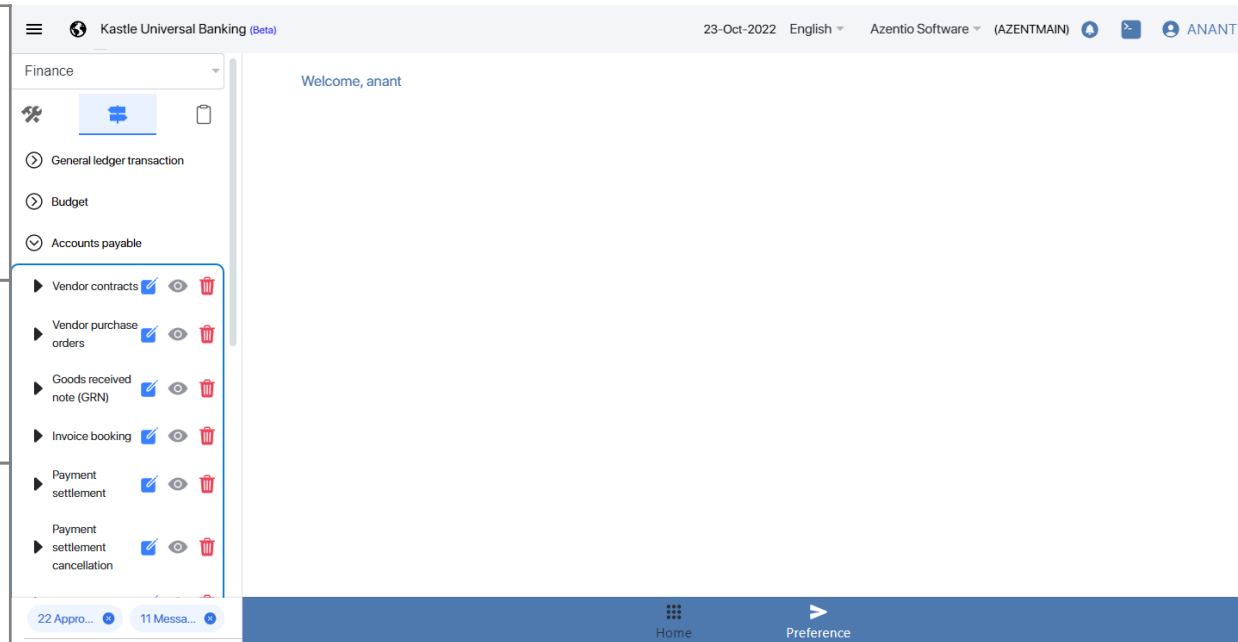 Kastle Universal Banking (Beta)
23-Oct-2022 English Azentio Software (AZENTMAIN) ANANT
Finance
Welcome, anant
General ledger transaction
Budget
Accounts payable
Vendor contracts
Vendor purchase
orders
Goods received
note (GRN)
Invoice booking
Payment
settlement
Payment
settlement
cancellation
22 Appro... 11 Messa...
Home
Preference